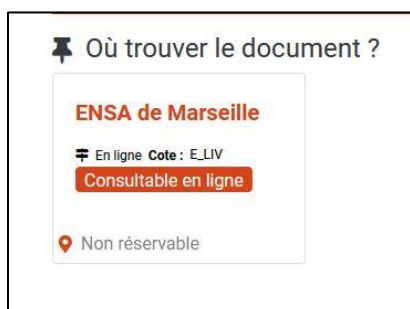 Où trouver le document ?
ENSA de Marseille
En ligne Cote : E_LIV
Consultable en ligne
Non réservable